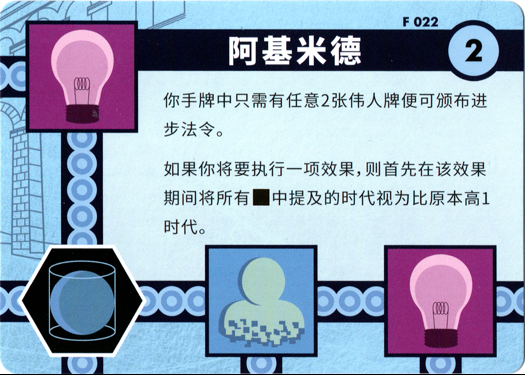 F 022
阿基米德
2
你手牌中只需有任意2张伟人牌便可颁布进
步法令。
如果你将要执行一项效果，则首先在该效果
期间将所有■中提及的时代视为比原本高1
时代。